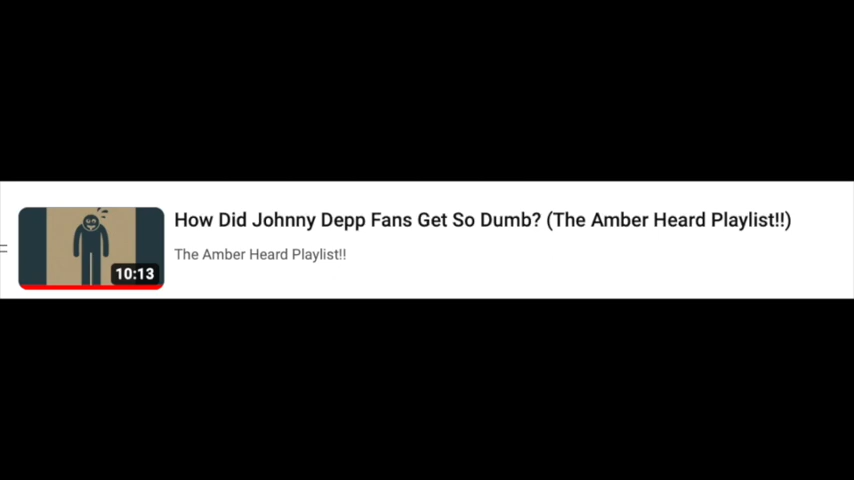 How Did Johnny Depp Fans Get So Dumb? (The Amber Heard Playlist!!)
The Amber Heard Playlist!!
10:13